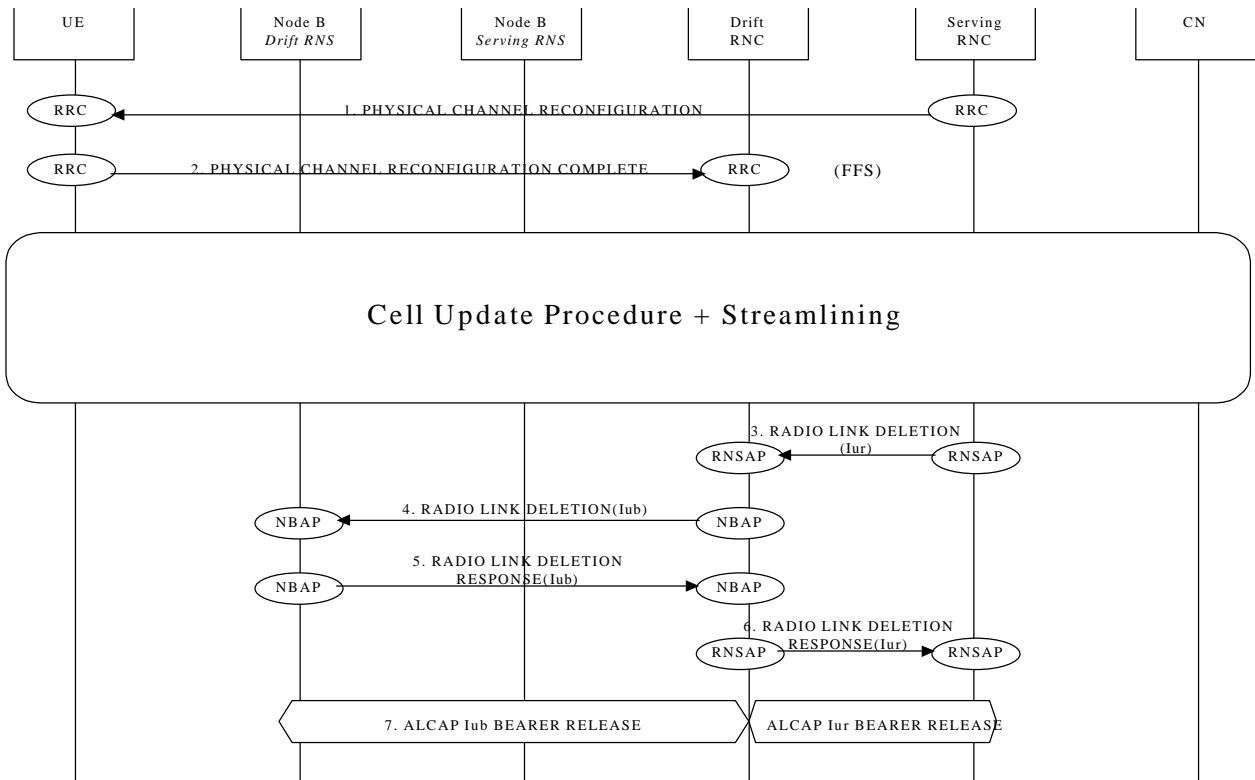 UE
Node B
Drift RNS
Node B
Serving RNS
Drift
RNC
Serving
RNC
CN
RRC
1. PHYSICAL CHANNEL RECONFIGURATION
RRC
RRC
2. PHYSICAL CHANNEL RECONFIGURATION COMPLETE
RRC
(FFS)
Cell Update Procedure + Streamlining
3. RADIO LINK DELETION
(Iur)
RNSAP
RNSAP
4. RADIO LINK DELETION(Iub)
NBAP
NBAP
5. RADIO LINK DELETION
RESPONSE(Iub)
NBAP
NBAP
6. RADIO LINK DELETION
RESPONSE(Iur)
RNSAP
RNSAP
7. ALCAP Iub BEARER RELEASE
ALCAP Iur BEARER RELEASE